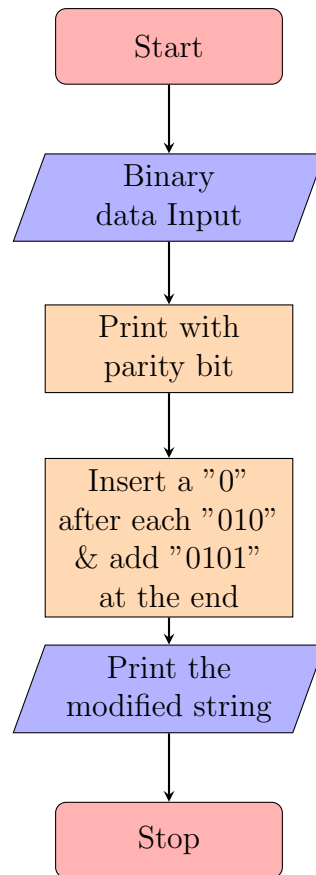 Start
Binary
data Input
Print with
parity bit
Insert a ”0”
after each ”010”
& add ”0101”
at the end
Print the
modified string
Stop